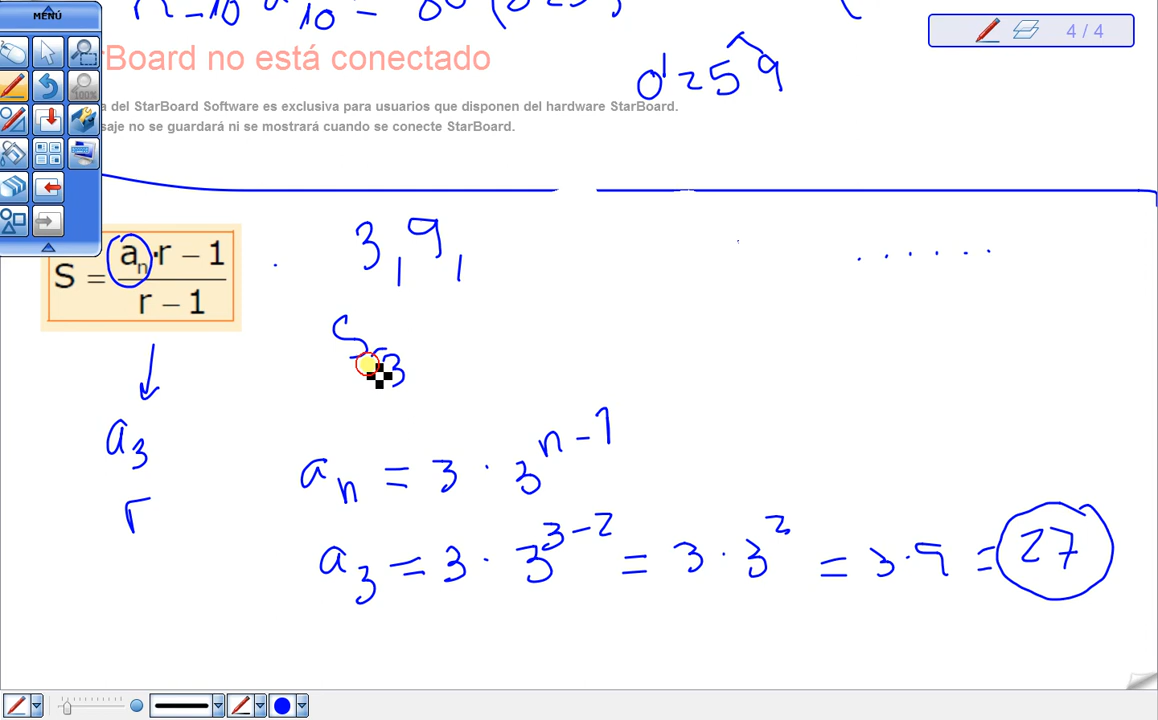 MENÚ
4 / 4
Board no está conectado
d = 59
a del StarBoard Software es exclusiva para usuarios que disponen del hardware StarBoard.
saje no se guardará ni se mostrará cuando se conecte StarBoard.
S = (aₙ·r − 1)/(r − 1)
3, 9, ......
S₃
a₃
r
aₙ = 3 · 3ⁿ⁻¹
a₃ = 3 · 3³⁻² = 3 · 3² = 3·9 = 27
100%